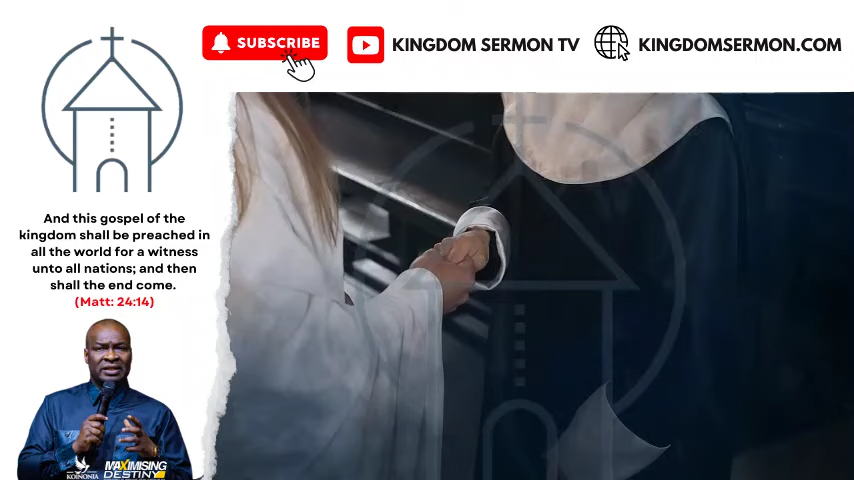 SUBSCRIBE
KINGDOM SERMON TV
KINGDOMSERMON.COM
And this gospel of the
kingdom shall be preached in
all the world for a witness
unto all nations; and then
shall the end come.
(Matt: 24:14)
KOINONIA
MAXIMISING
DESTINY